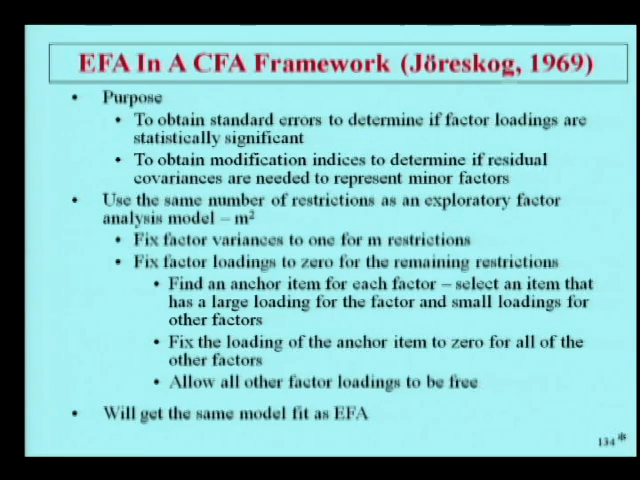 EFA In A CFA Framework (Jöreskog, 1969)
• Purpose
• To obtain standard errors to determine if factor loadings are
statistically significant
• To obtain modification indices to determine if residual
covariances are needed to represent minor factors
• Use the same number of restrictions as an exploratory factor
analysis model – m²
• Fix factor variances to one for m restrictions
• Fix factor loadings to zero for the remaining restrictions
• Find an anchor item for each factor – select an item that
has a large loading for the factor and small loadings for
other factors
• Fix the loading of the anchor item to zero for all of the
other factors
• Allow all other factor loadings to be free
• Will get the same model fit as EFA
134*